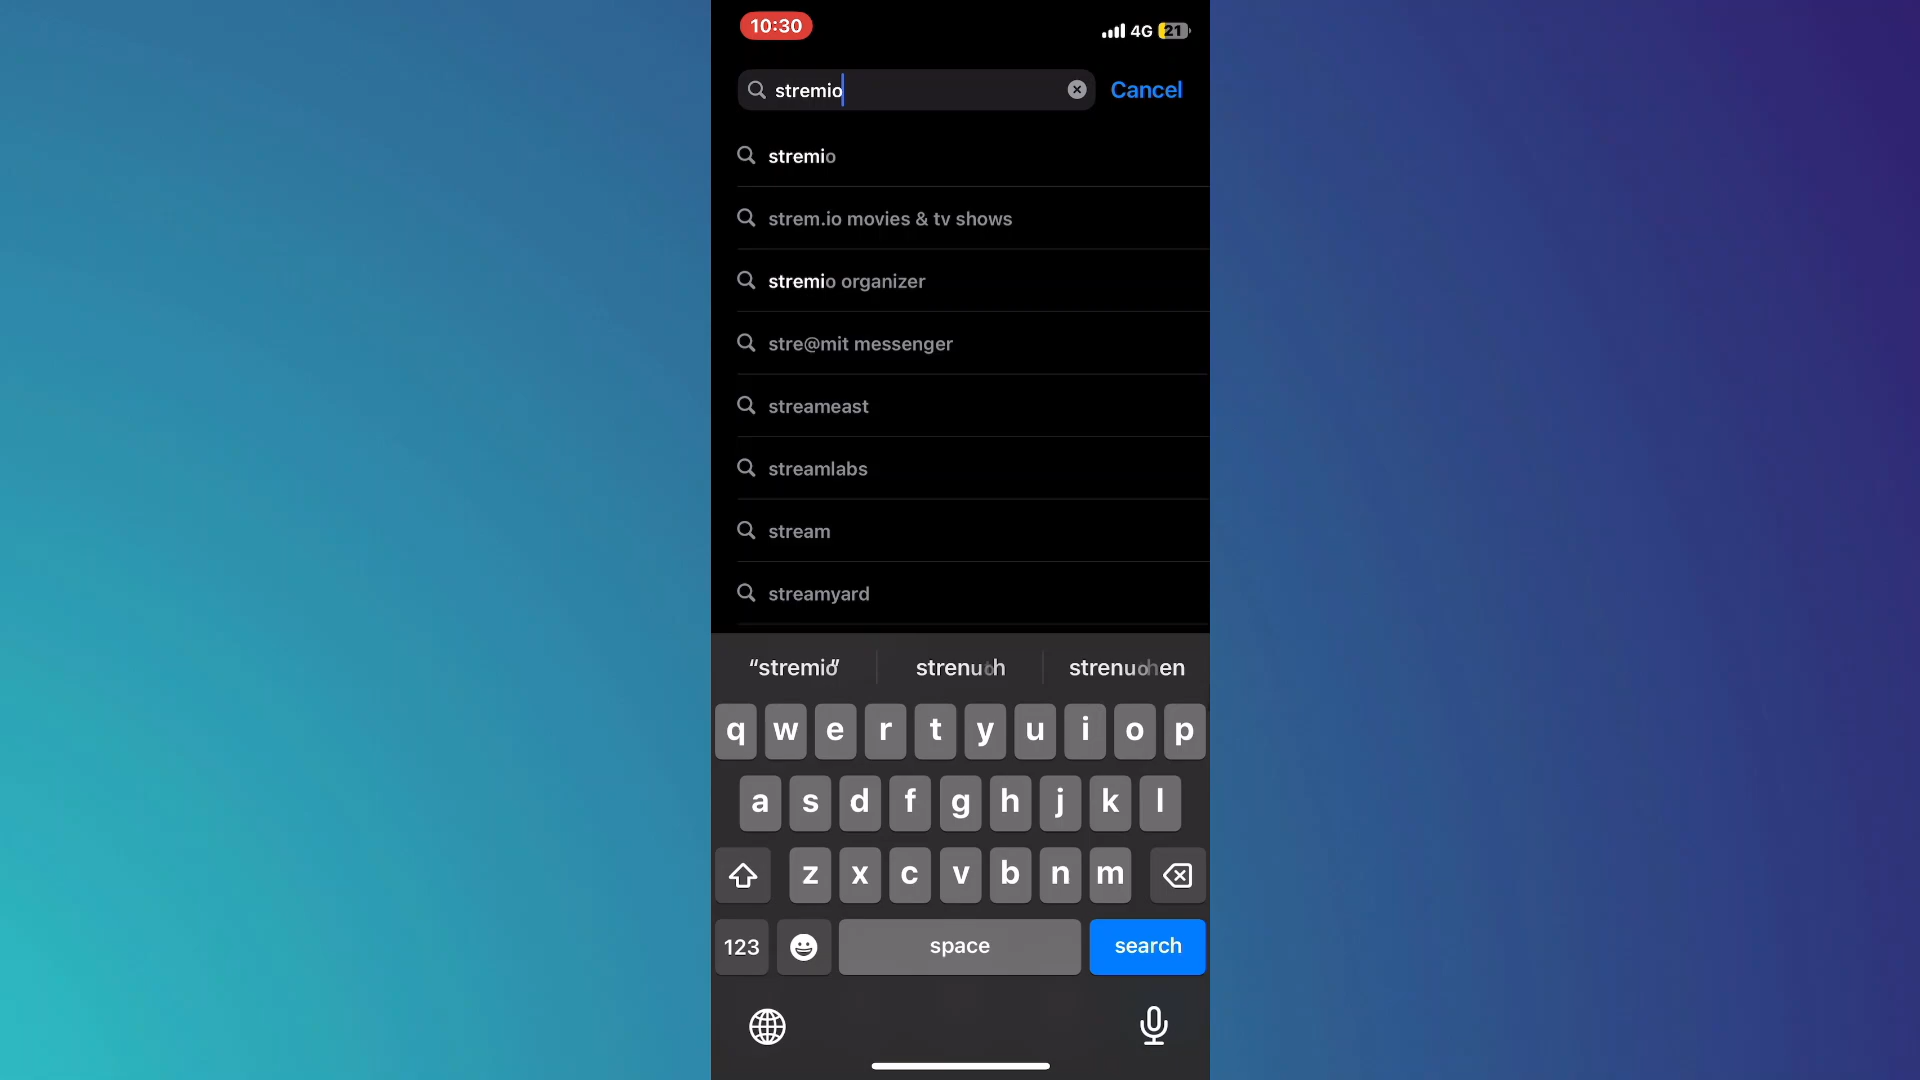 10:30
4G 21
stremio
Cancel
stremio
strem.io movies & tv shows
stremio organizer
stre@mit messenger
streameast
streamlabs
stream
streamyard
“stremio”
q w e r t y u i o p
a s d f g h j k l
z x c v b n m
123
space
search